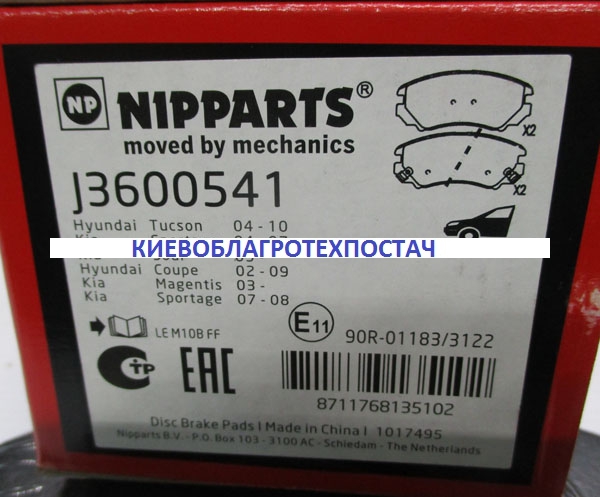 NP NIPPARTS®
moved by mechanics
X2
X2
J3600541
Hyundai Tucson 04 - 10
Kia
КИЕВОБЛАГРОТЕХПОСТАЧ
Hyundai Coupe 02 - 09
Kia Magentis 03 -
Kia Sportage 07 - 08
LE M10B FF
E11
90R-01183/3122
СТР EAC
8711768135102
Disc Brake Pads | Made in China | 1017495
Nipparts B.V. - P.O. Box 103 - 3100 AC - Schiedam - The Netherlands